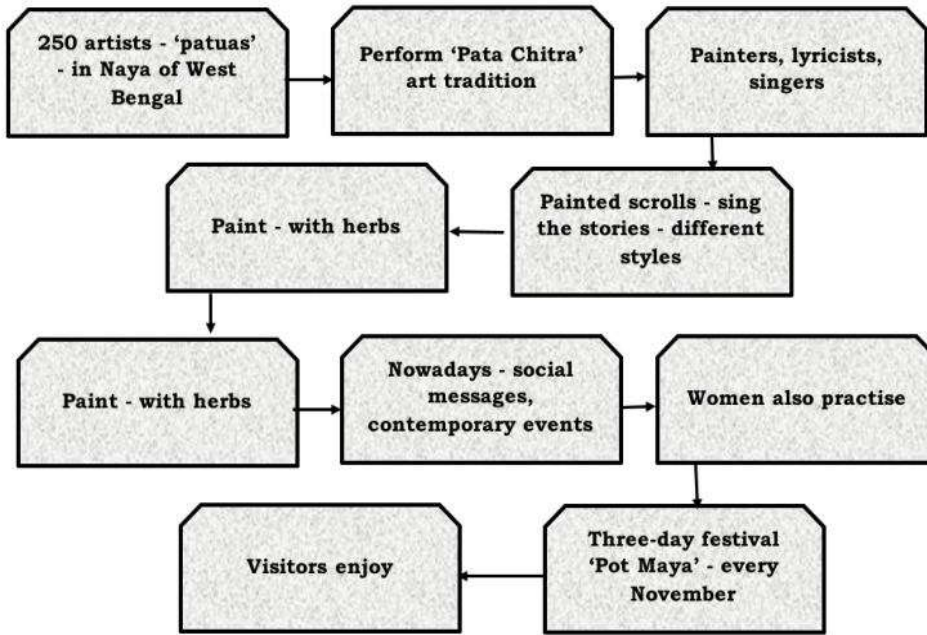 250 artists - ‘patuas’
- in Naya of West
Bengal
Perform ‘Pata Chitra’
art tradition
Painters, lyricists,
singers
Painted scrolls - sing
the stories - different
styles
Paint - with herbs
Paint - with herbs
Nowadays - social
messages,
contemporary events
Women also practise
Three-day festival
‘Pot Maya’ - every
November
Visitors enjoy